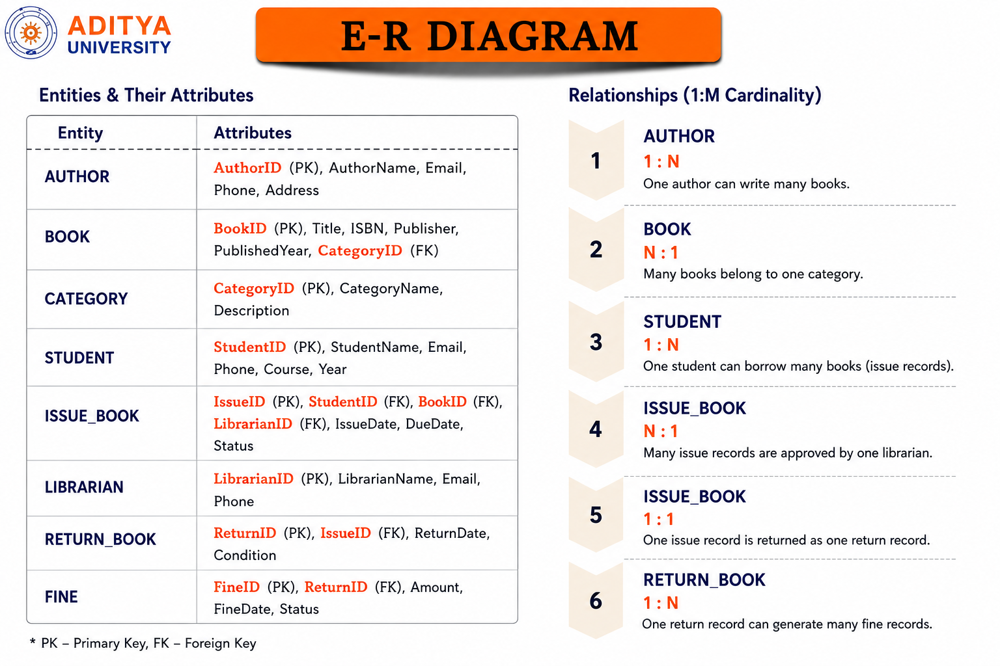 ADITYA
UNIVERSITY
E-R DIAGRAM
Entities & Their Attributes
Entity
Attributes
AUTHOR
AuthorID (PK), AuthorName, Email,
Phone, Address
BOOK
BookID (PK), Title, ISBN, Publisher,
PublishedYear, CategoryID (FK)
CATEGORY
CategoryID (PK), CategoryName,
Description
STUDENT
StudentID (PK), StudentName, Email,
Phone, Course, Year
ISSUE_BOOK
IssueID (PK), StudentID (FK), BookID (FK),
LibrarianID (FK), IssueDate, DueDate,
Status
LIBRARIAN
LibrarianID (PK), LibrarianName, Email,
Phone
RETURN_BOOK
ReturnID (PK), IssueID (FK), ReturnDate,
Condition
FINE
FineID (PK), ReturnID (FK), Amount,
FineDate, Status
* PK – Primary Key, FK – Foreign Key
Relationships (1:M Cardinality)
1
AUTHOR
1 : N
One author can write many books.
2
BOOK
N : 1
Many books belong to one category.
3
STUDENT
1 : N
One student can borrow many books (issue records).
4
ISSUE_BOOK
N : 1
Many issue records are approved by one librarian.
5
ISSUE_BOOK
1 : 1
One issue record is returned as one return record.
6
RETURN_BOOK
1 : N
One return record can generate many fine records.